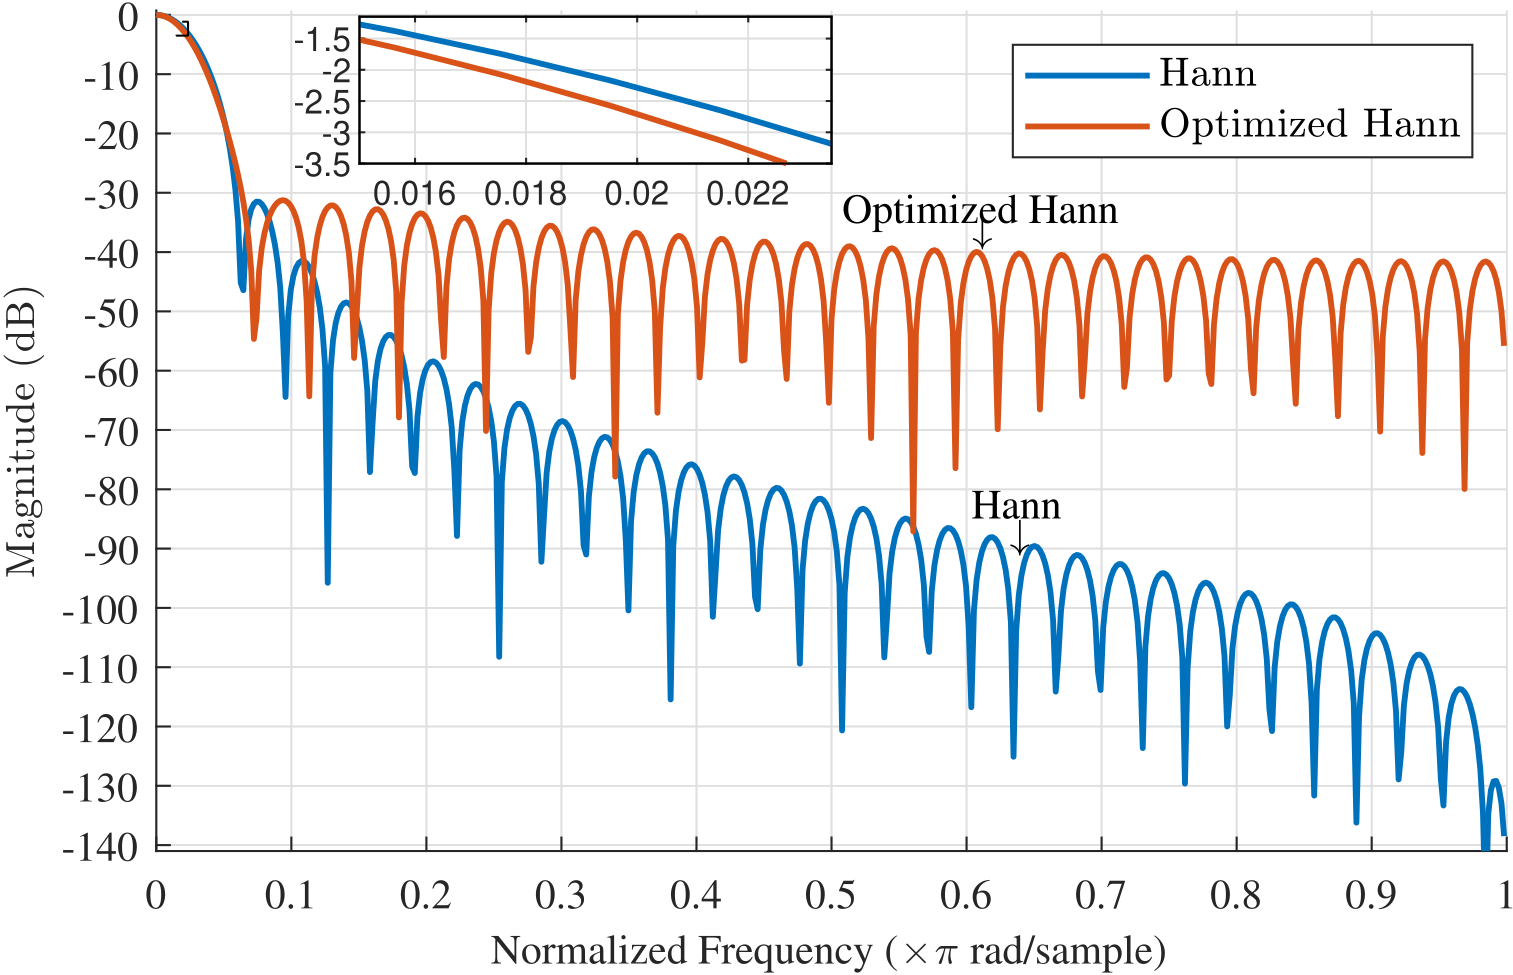 0
-10
-20
-30
-40
-50
-60
-70
-80
-90
-100
-110
-120
-130
-140
Magnitude (dB)
-1.5
-2
-2.5
-3
-3.5
0.016 0.018 0.02 0.022
Hann
Optimized Hann
Optimized Hann
Hann
0 0.1 0.2 0.3 0.4 0.5 0.6 0.7 0.8 0.9 1
Normalized Frequency (×π rad/sample)